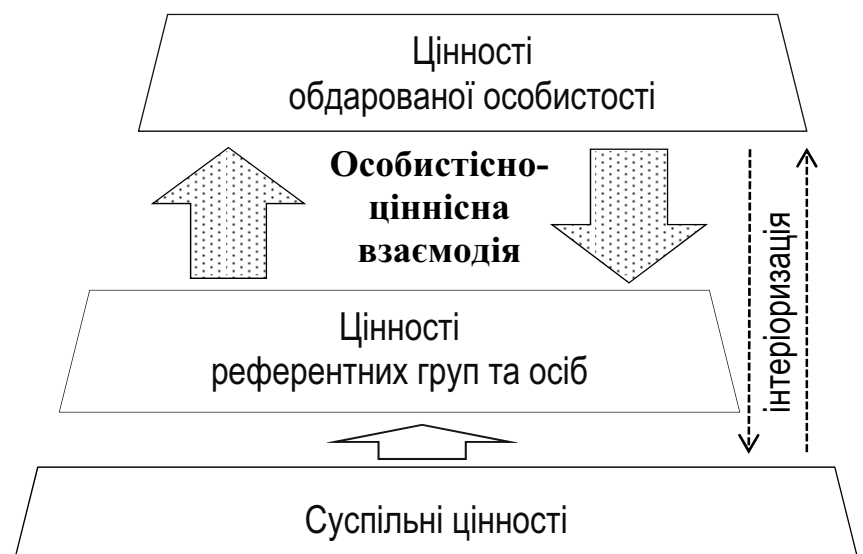 Цінності
обдарованої особистості
Особистісно-
ціннісна
взаємодія
Цінності
референтних груп та осіб
інтеріоризація
Суспільні цінності